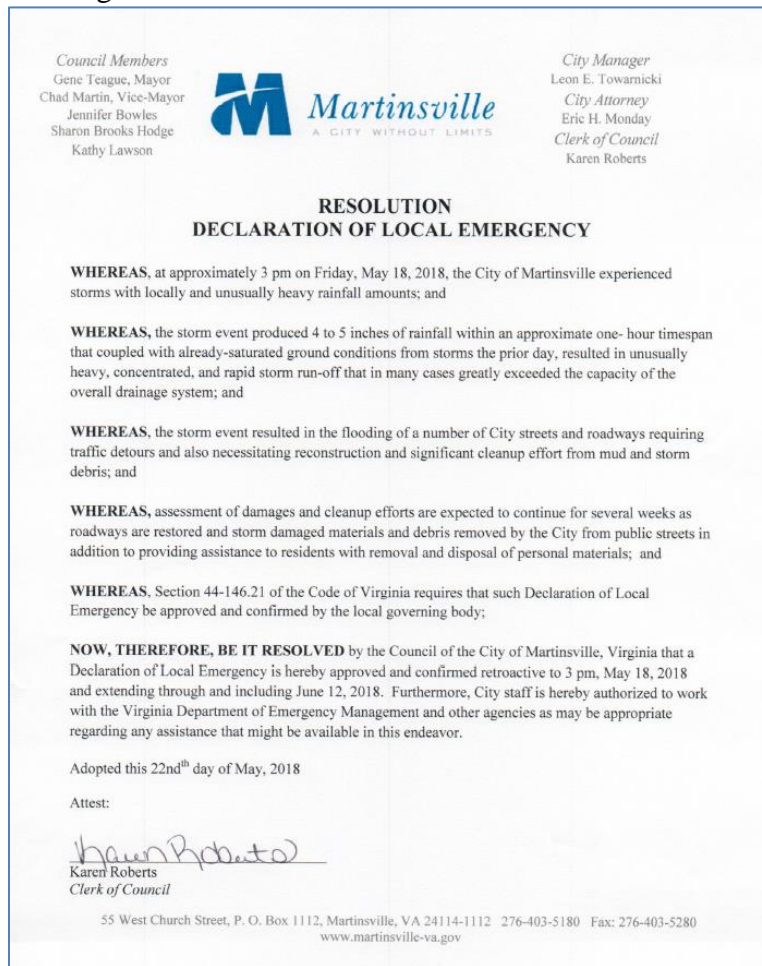 Council Members
Gene Teague, Mayor
Chad Martin, Vice-Mayor
Jennifer Bowles
Sharon Brooks Hodge
Kathy Lawson
Martinsville
A CITY WITHOUT LIMITS
City Manager
Leon E. Towarnicki
City Attorney
Eric H. Monday
Clerk of Council
Karen Roberts
RESOLUTION
DECLARATION OF LOCAL EMERGENCY
WHEREAS, at approximately 3 pm on Friday, May 18, 2018, the City of Martinsville experienced
storms with locally and unusually heavy rainfall amounts; and
WHEREAS, the storm event produced 4 to 5 inches of rainfall within an approximate one- hour timespan
that coupled with already-saturated ground conditions from storms the prior day, resulted in unusually
heavy, concentrated, and rapid storm run-off that in many cases greatly exceeded the capacity of the
overall drainage system; and
WHEREAS, the storm event resulted in the flooding of a number of City streets and roadways requiring
traffic detours and also necessitating reconstruction and significant cleanup effort from mud and storm
debris; and
WHEREAS, assessment of damages and cleanup efforts are expected to continue for several weeks as
roadways are restored and storm damaged materials and debris removed by the City from public streets in
addition to providing assistance to residents with removal and disposal of personal materials; and
WHEREAS, Section 44-146.21 of the Code of Virginia requires that such Declaration of Local
Emergency be approved and confirmed by the local governing body;
NOW, THEREFORE, BE IT RESOLVED by the Council of the City of Martinsville, Virginia that a
Declaration of Local Emergency is hereby approved and confirmed retroactive to 3 pm, May 18, 2018
and extending through and including June 12, 2018. Furthermore, City staff is hereby authorized to work
with the Virginia Department of Emergency Management and other agencies as may be appropriate
regarding any assistance that might be available in this endeavor.
Adopted this 22nd^th day of May, 2018
Attest:
Karen Roberts
Karen Roberts
Clerk of Council
55 West Church Street, P. O. Box 1112, Martinsville, VA 24114-1112 276-403-5180 Fax: 276-403-5280
www.martinsville-va.gov